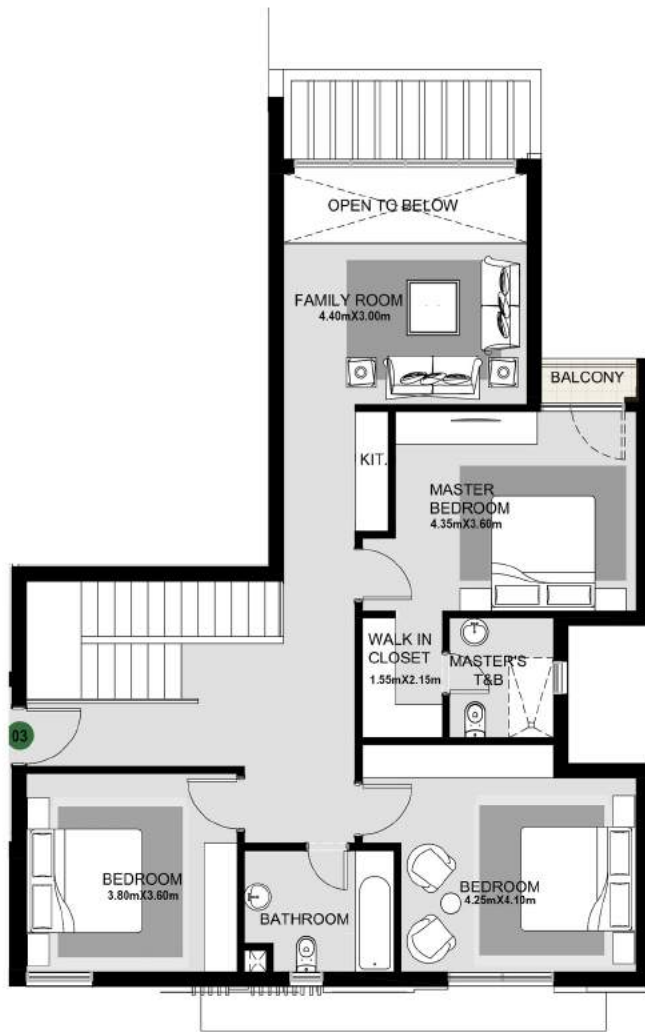 OPEN TO BELOW
FAMILY ROOM
4.40mX3.00m
BALCONY
KIT.
MASTER
BEDROOM
4.35mX3.60m
WALK IN
CLOSET
1.55mX2.15m
MASTER'S
T&B
03
BEDROOM
3.80mX3.60m
BATHROOM
BEDROOM
4.25mX4.10m